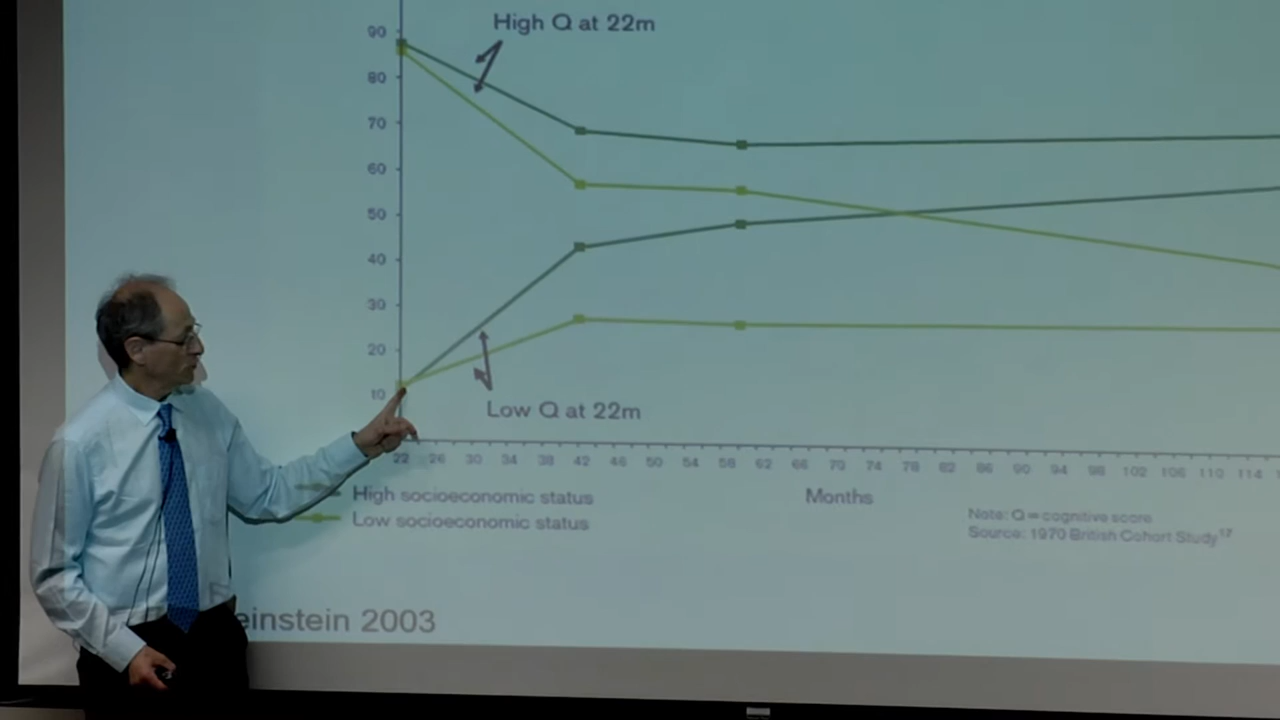 High Q at 22m
90
80
70
60
50
40
30
20
10
Low Q at 22m
22 26 30 34 38 42 46 50 54 58 62 66 70 74 78 82 86 90 94 98 102 106 110 114
Months
High socioeconomic status
Low socioeconomic status
Note: Q = cognitive score
Source: 1970 British Cohort Study17
Feinstein 2003